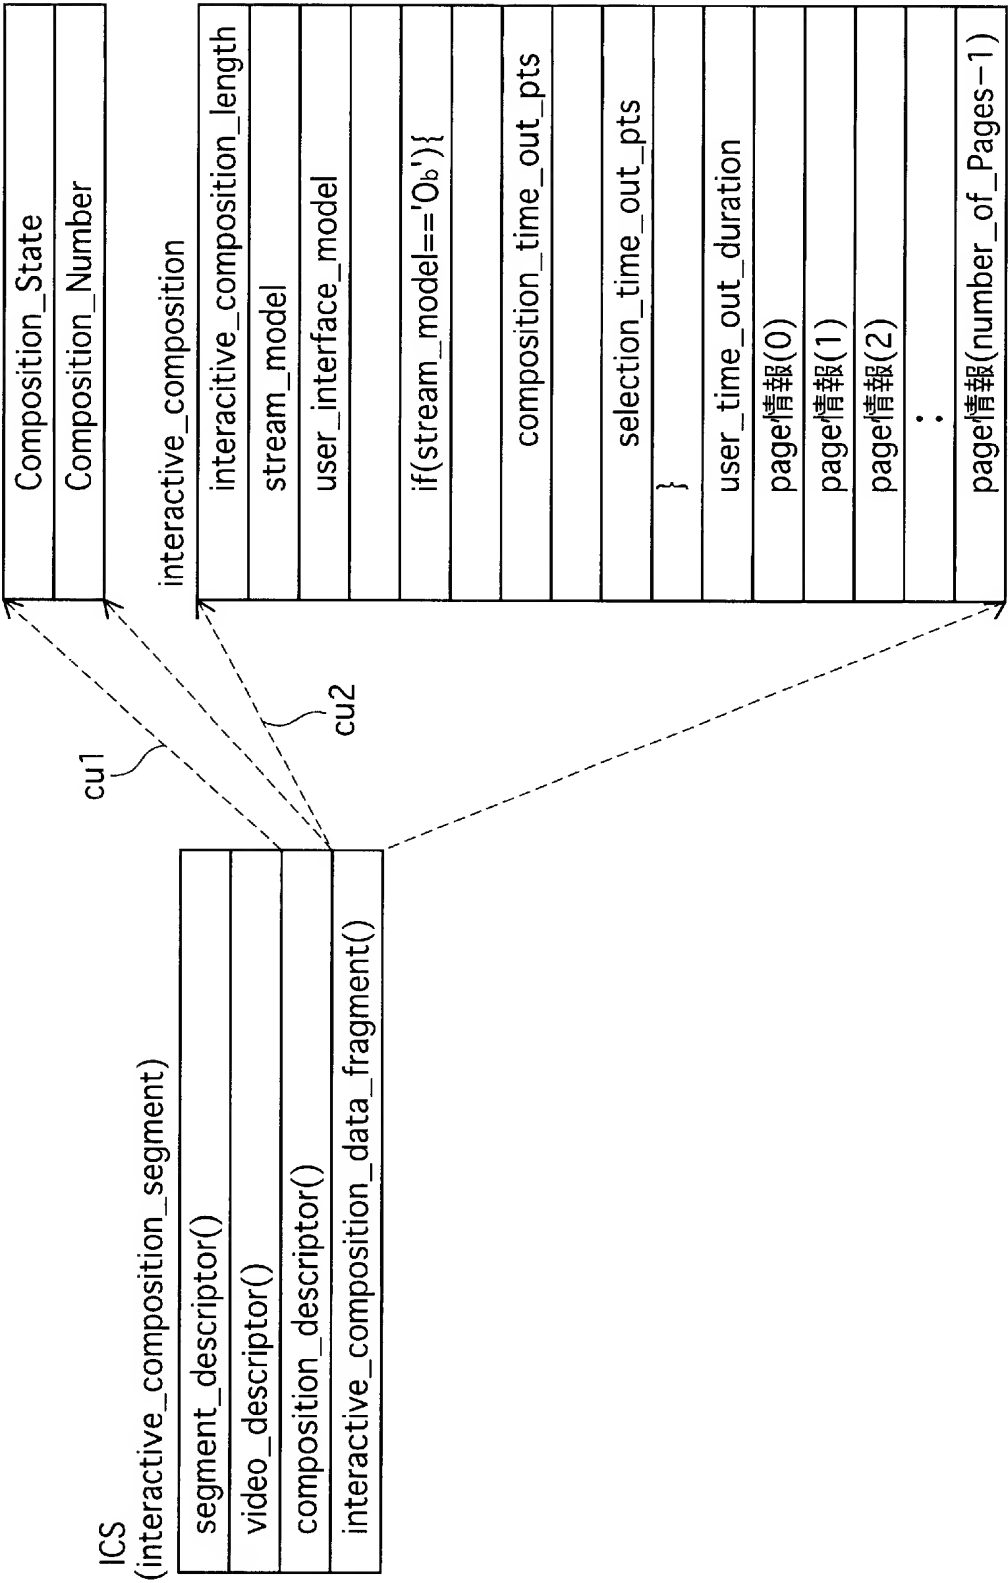 ICS
(interactive_composition_segment)
segment_descriptor()
video_descriptor()
composition_descriptor()
interactive_composition_data_fragment()
cu1
cu2
Composition_State
Composition_Number
interactive_composition
interacitive_composition_length
stream_model
user_interface_model
if(stream_model=='0b'){
composition_time_out_pts
selection_time_out_pts
}
user_time_out_duration
page情報(0)
page情報(1)
page情報(2)
:
page情報(number_of_Pages-1)